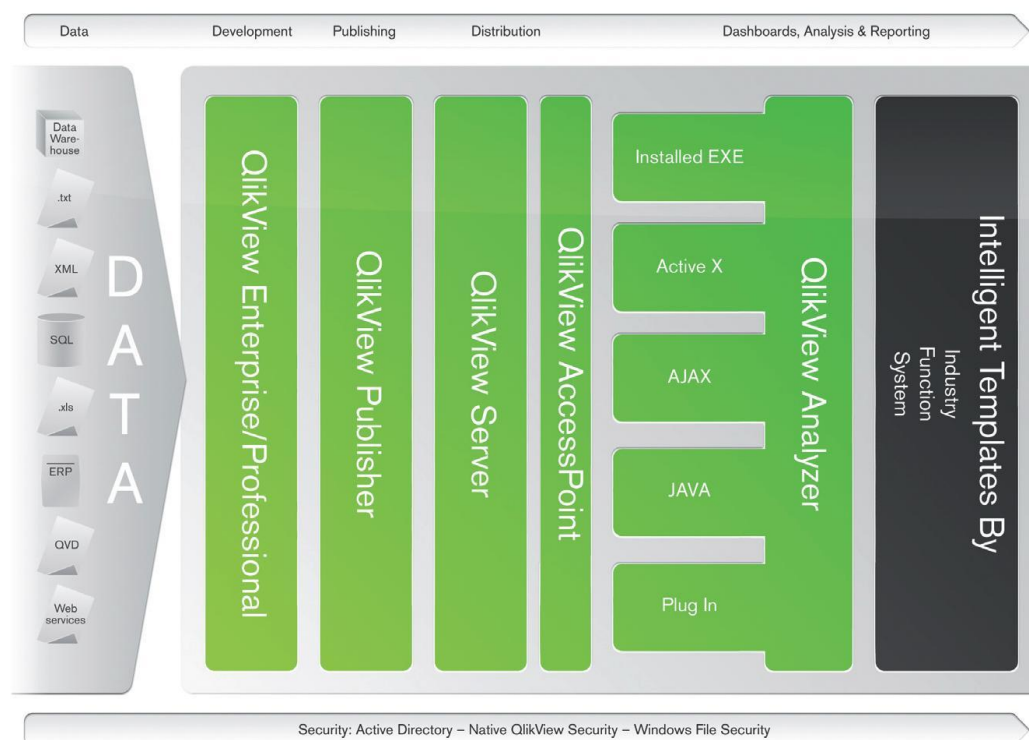 Data
Development
Publishing
Distribution
Dashboards, Analysis & Reporting
Data
Ware-
house
.txt
XML
SQL
.xls
ERP
QVD
Web
services
DATA
QlikView Enterprise/Professional
QlikView Publisher
QlikView Server
QlikView AccessPoint
Installed EXE
Active X
AJAX
JAVA
Plug In
QlikView Analyzer
Intelligent Templates By
Industry
Function
System
Security: Active Directory – Native QlikView Security – Windows File Security